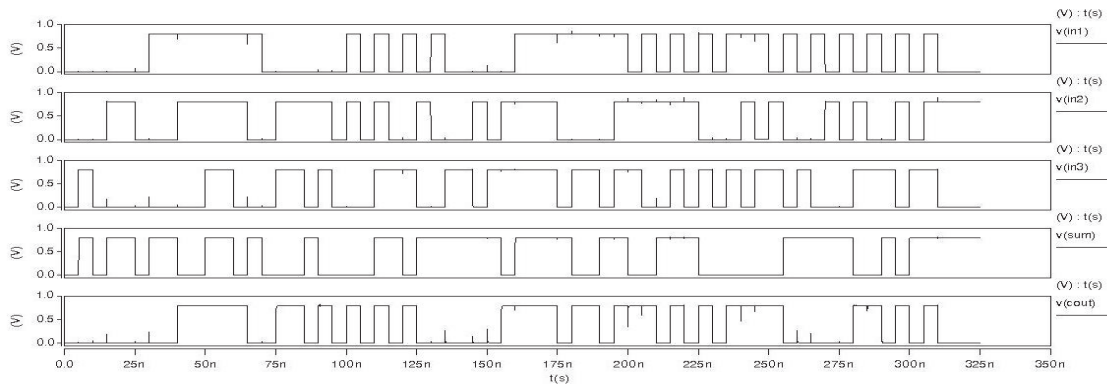 (V) : t(s)
v(in1)
(V)
1.0
0.5
0.0
(V) : t(s)
v(in2)
(V)
1.0
0.5
0.0
(V) : t(s)
v(in3)
(V)
1.0
0.5
0.0
(V) : t(s)
v(sum)
(V)
1.0
0.5
0.0
(V) : t(s)
v(cout)
(V)
1.0
0.5
0.0
0.0 25n 50n 75n 100n 125n 150n 175n 200n 225n 250n 275n 300n 325n 350n
t(s)